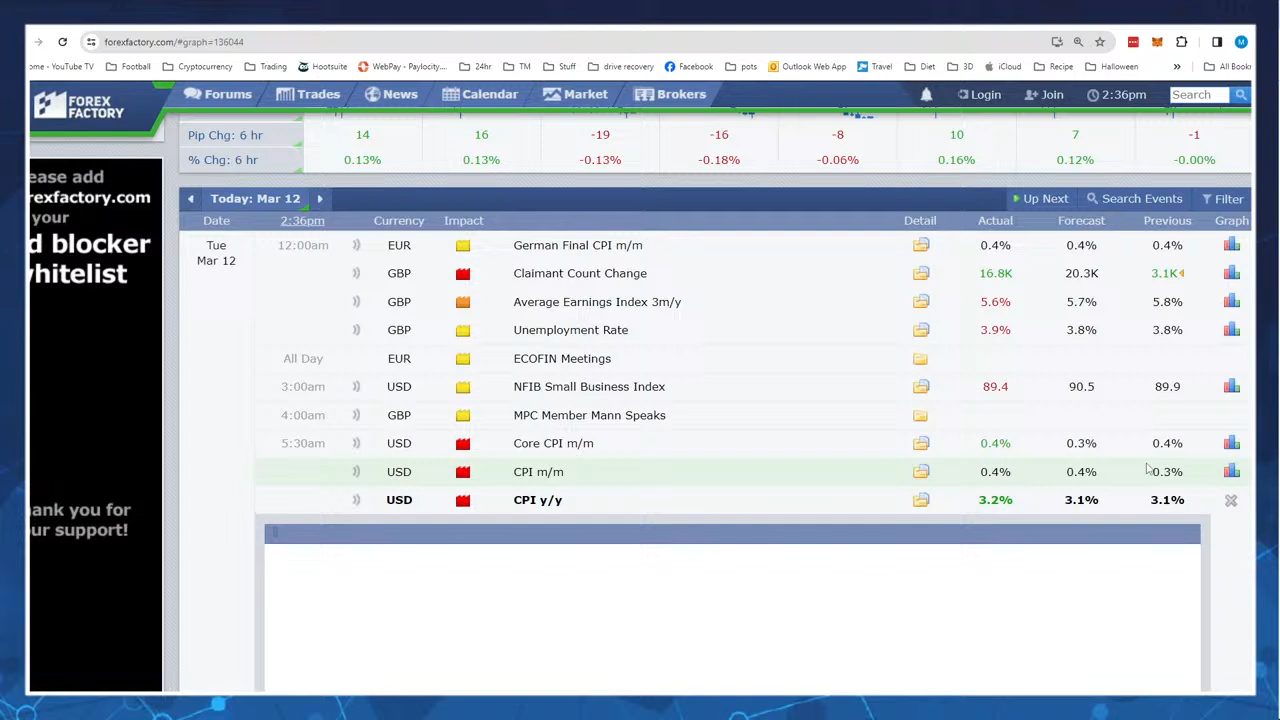 forexfactory.com/#graph=136044
ome - YouTube TV Football Cryptocurrency Trading Hootsuite WebPay - Paylocity.... 24hr TM Stuff drive recovery Facebook pots Outlook Web App Travel Diet 3D iCloud Recipe Halloween » All Book
M
FOREX FACTORY Forums Trades News Calendar Market Brokers Login Join 2:36pm Search
Pip Chg: 6 hr 14 16 -19 -16 -8 10 7 -1
% Chg: 6 hr 0.13% 0.13% -0.13% -0.18% -0.06% 0.16% 0.12% -0.00%
ease add
rexfactory.com
your
d blocker
vhitelist
ank you for
ur support!
Today: Mar 12 Up Next Search Events Filter
Date 2:36pm Currency Impact Detail Actual Forecast Previous Graph
Tue Mar 12 12:00am EUR German Final CPI m/m 0.4% 0.4% 0.4%
GBP Claimant Count Change 16.8K 20.3K 3.1K
GBP Average Earnings Index 3m/y 5.6% 5.7% 5.8%
GBP Unemployment Rate 3.9% 3.8% 3.8%
All Day EUR ECOFIN Meetings
3:00am USD NFIB Small Business Index 89.4 90.5 89.9
4:00am GBP MPC Member Mann Speaks
5:30am USD Core CPI m/m 0.4% 0.3% 0.4%
USD CPI m/m 0.4% 0.4% 0.3%
USD CPI y/y 3.2% 3.1% 3.1%